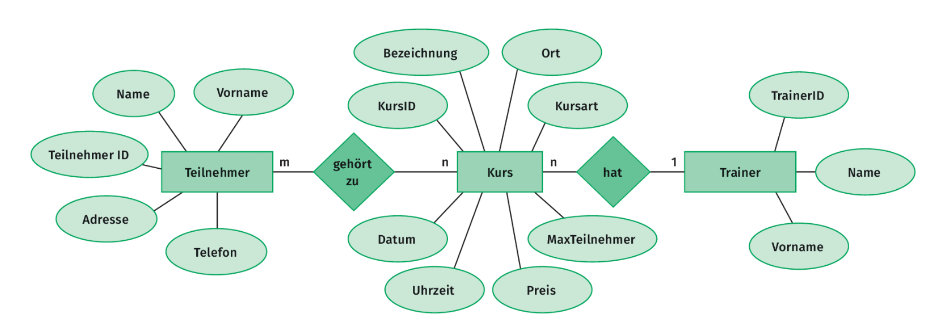 Bezeichnung
Ort
Name
Vorname
KursID
Kursart
TrainerID
Teilnehmer ID
Teilnehmer
m
gehört
zu
n
Kurs
n
hat
1
Trainer
Name
Adresse
Telefon
Datum
MaxTeilnehmer
Vorname
Uhrzeit
Preis